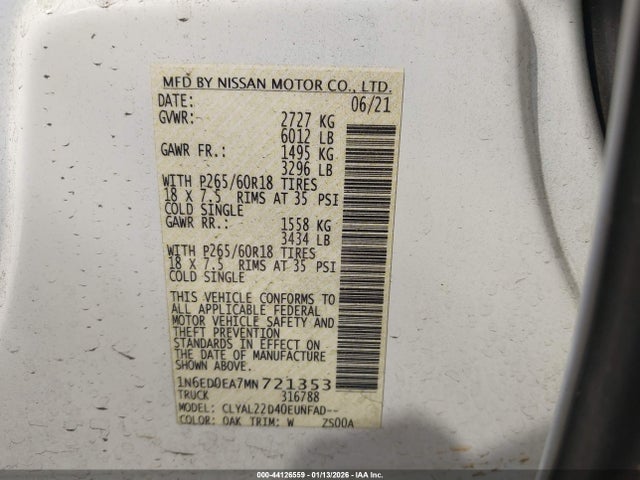 MFD BY NISSAN MOTOR CO., LTD.
DATE: 06/21
GVWR: 2727 KG
6012 LB
GAWR FR.: 1495 KG
3296 LB
WITH P265/60R18 TIRES
18 X 7.5 RIMS AT 35 PSI
COLD SINGLE
GAWR RR.: 1558 KG
3434 LB
WITH P265/60R18 TIRES
18 X 7.5 RIMS AT 35 PSI
COLD SINGLE
THIS VEHICLE CONFORMS TO
ALL APPLICABLE FEDERAL
MOTOR VEHICLE SAFETY AND
THEFT PREVENTION
STANDARDS IN EFFECT ON
THE DATE OF MANUFACTURE
SHOWN ABOVE.
1N6ED0EA7MN721353
TRUCK 316788
MODEL: CLYAL22D40EUNFAD--
COLOR: QAK TRIM: W ZS00A
000-44126559 - 01/13/2026 - IAA Inc.